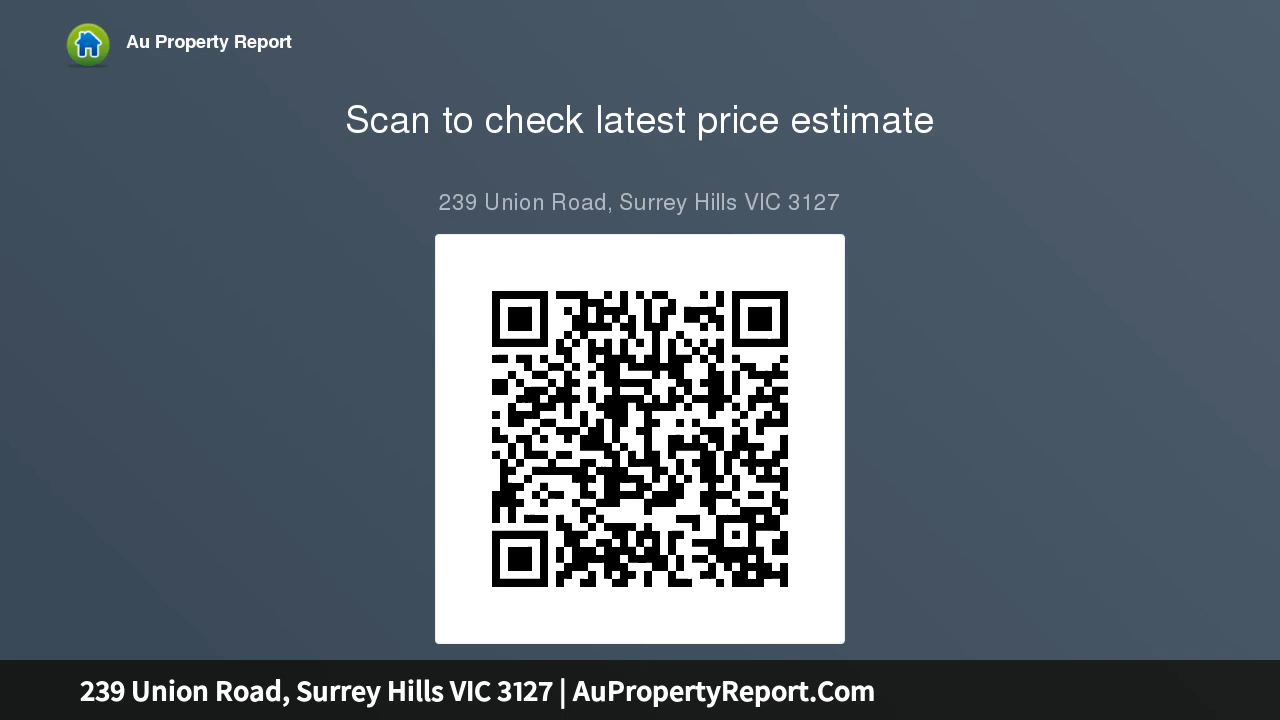 Au Property Report
Scan to check latest price estimate
239 Union Road, Surrey Hills VIC 3127
239 Union Road, Surrey Hills VIC 3127 | AuPropertyReport.Com